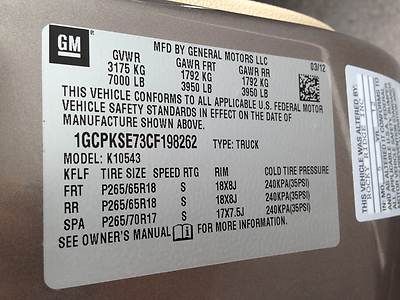 GM
MFD BY GENERAL MOTORS LLC
GVWR GAWR FRT GAWR RR 03/12
3175 KG 1792 KG 1792 KG
7000 LB 3950 LB 3950 LB
THIS VEHICLE CONFORMS TO ALL APPLICABLE U.S. FEDERAL MOTOR
VEHICLE SAFETY STANDARDS IN EFFECT ON THE DATE OF
MANUFACTURE SHOWN ABOVE.
1GCPKSE73CF198262 TYPE: TRUCK
MODEL: K10543
KFLF TIRE SIZE SPEED RTG RIM COLD TIRE PRESSURE
FRT P265/65R18 S 18X8J 240KPA(35PSI)
RR P265/65R18 S 18X8J 240KPA(35PSI)
SPA P265/70R17 S 17X7.5J 240KPA(35PSI)
SEE OWNER'S MANUAL FOR MORE INFORMATION.
THIS VEHICLE WAS ALTERED BY
ROCKY RIDGE